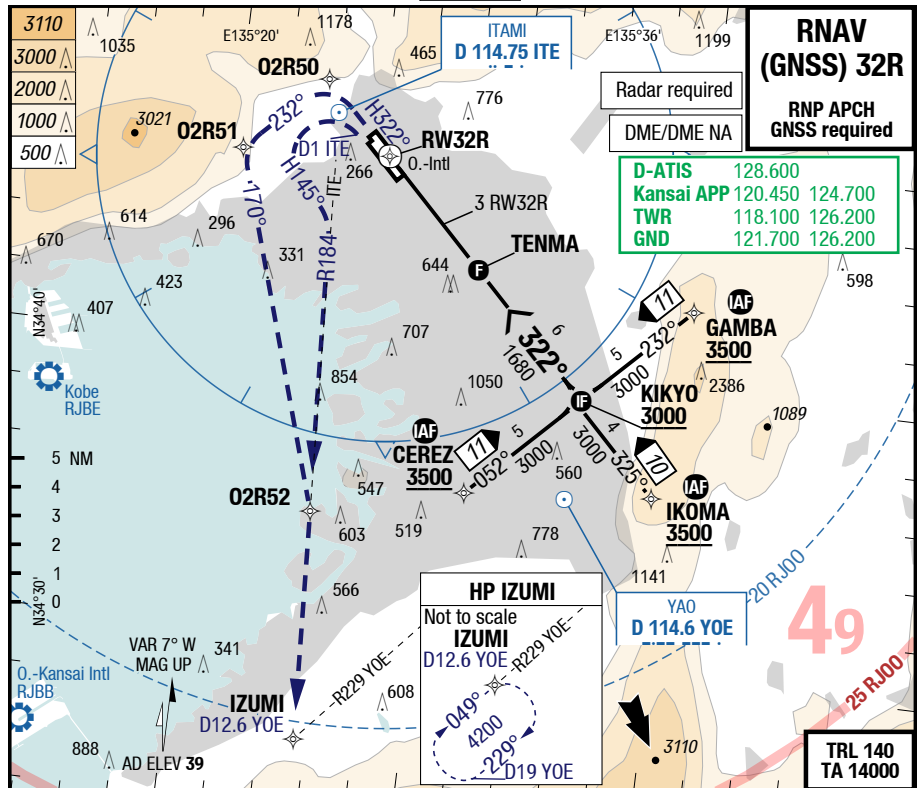 3110
3000
2000
1000
500
1035
E135°20'
1178
ITAMI
D 114.75 ITE
465
E135°36'
1199
RNAV
(GNSS) 32R
RNP APCH
GNSS required
Radar required
DME/DME NA
D-ATIS 128.600
Kansai APP 120.450 124.700
TWR 118.100 126.200
GND 121.700 126.200
O2R50
776
3021
O2R51
232°
H322°
RW32R
O.-Intl
D1 ITE
266
H145°
ITE
170°
R184
3 RW32R
614
296
670
TENMA
F
331
644
598
423
N34°40'
407
11
IAF
GAMBA
3500
232°
5
3000
6
322°
1680
707
Kobe
RJBE
854
1050
2386
KIKYO
3000
IF
1089
IAF
CEREZ
3500
11
052°
5
3000
4
3000
325°
10
560
IAF
IKOMA
3500
5 NM
4
3
2
1
0
547
O2R52
603
519
778
N34°30'
566
1141
HP IZUMI
Not to scale
IZUMI
D12.6 YOE
R229 YOE
049°
4200
229°
D19 YOE
YAO
D 114.6 YOE
20 RJOO
49
VAR 7° W
MAG UP
341
R229 YOE
O.-Kansai Intl
RJBB
608
IZUMI
D12.6 YOE
25 RJOO
888
AD ELEV 39
3110
TRL 140
TA 14000